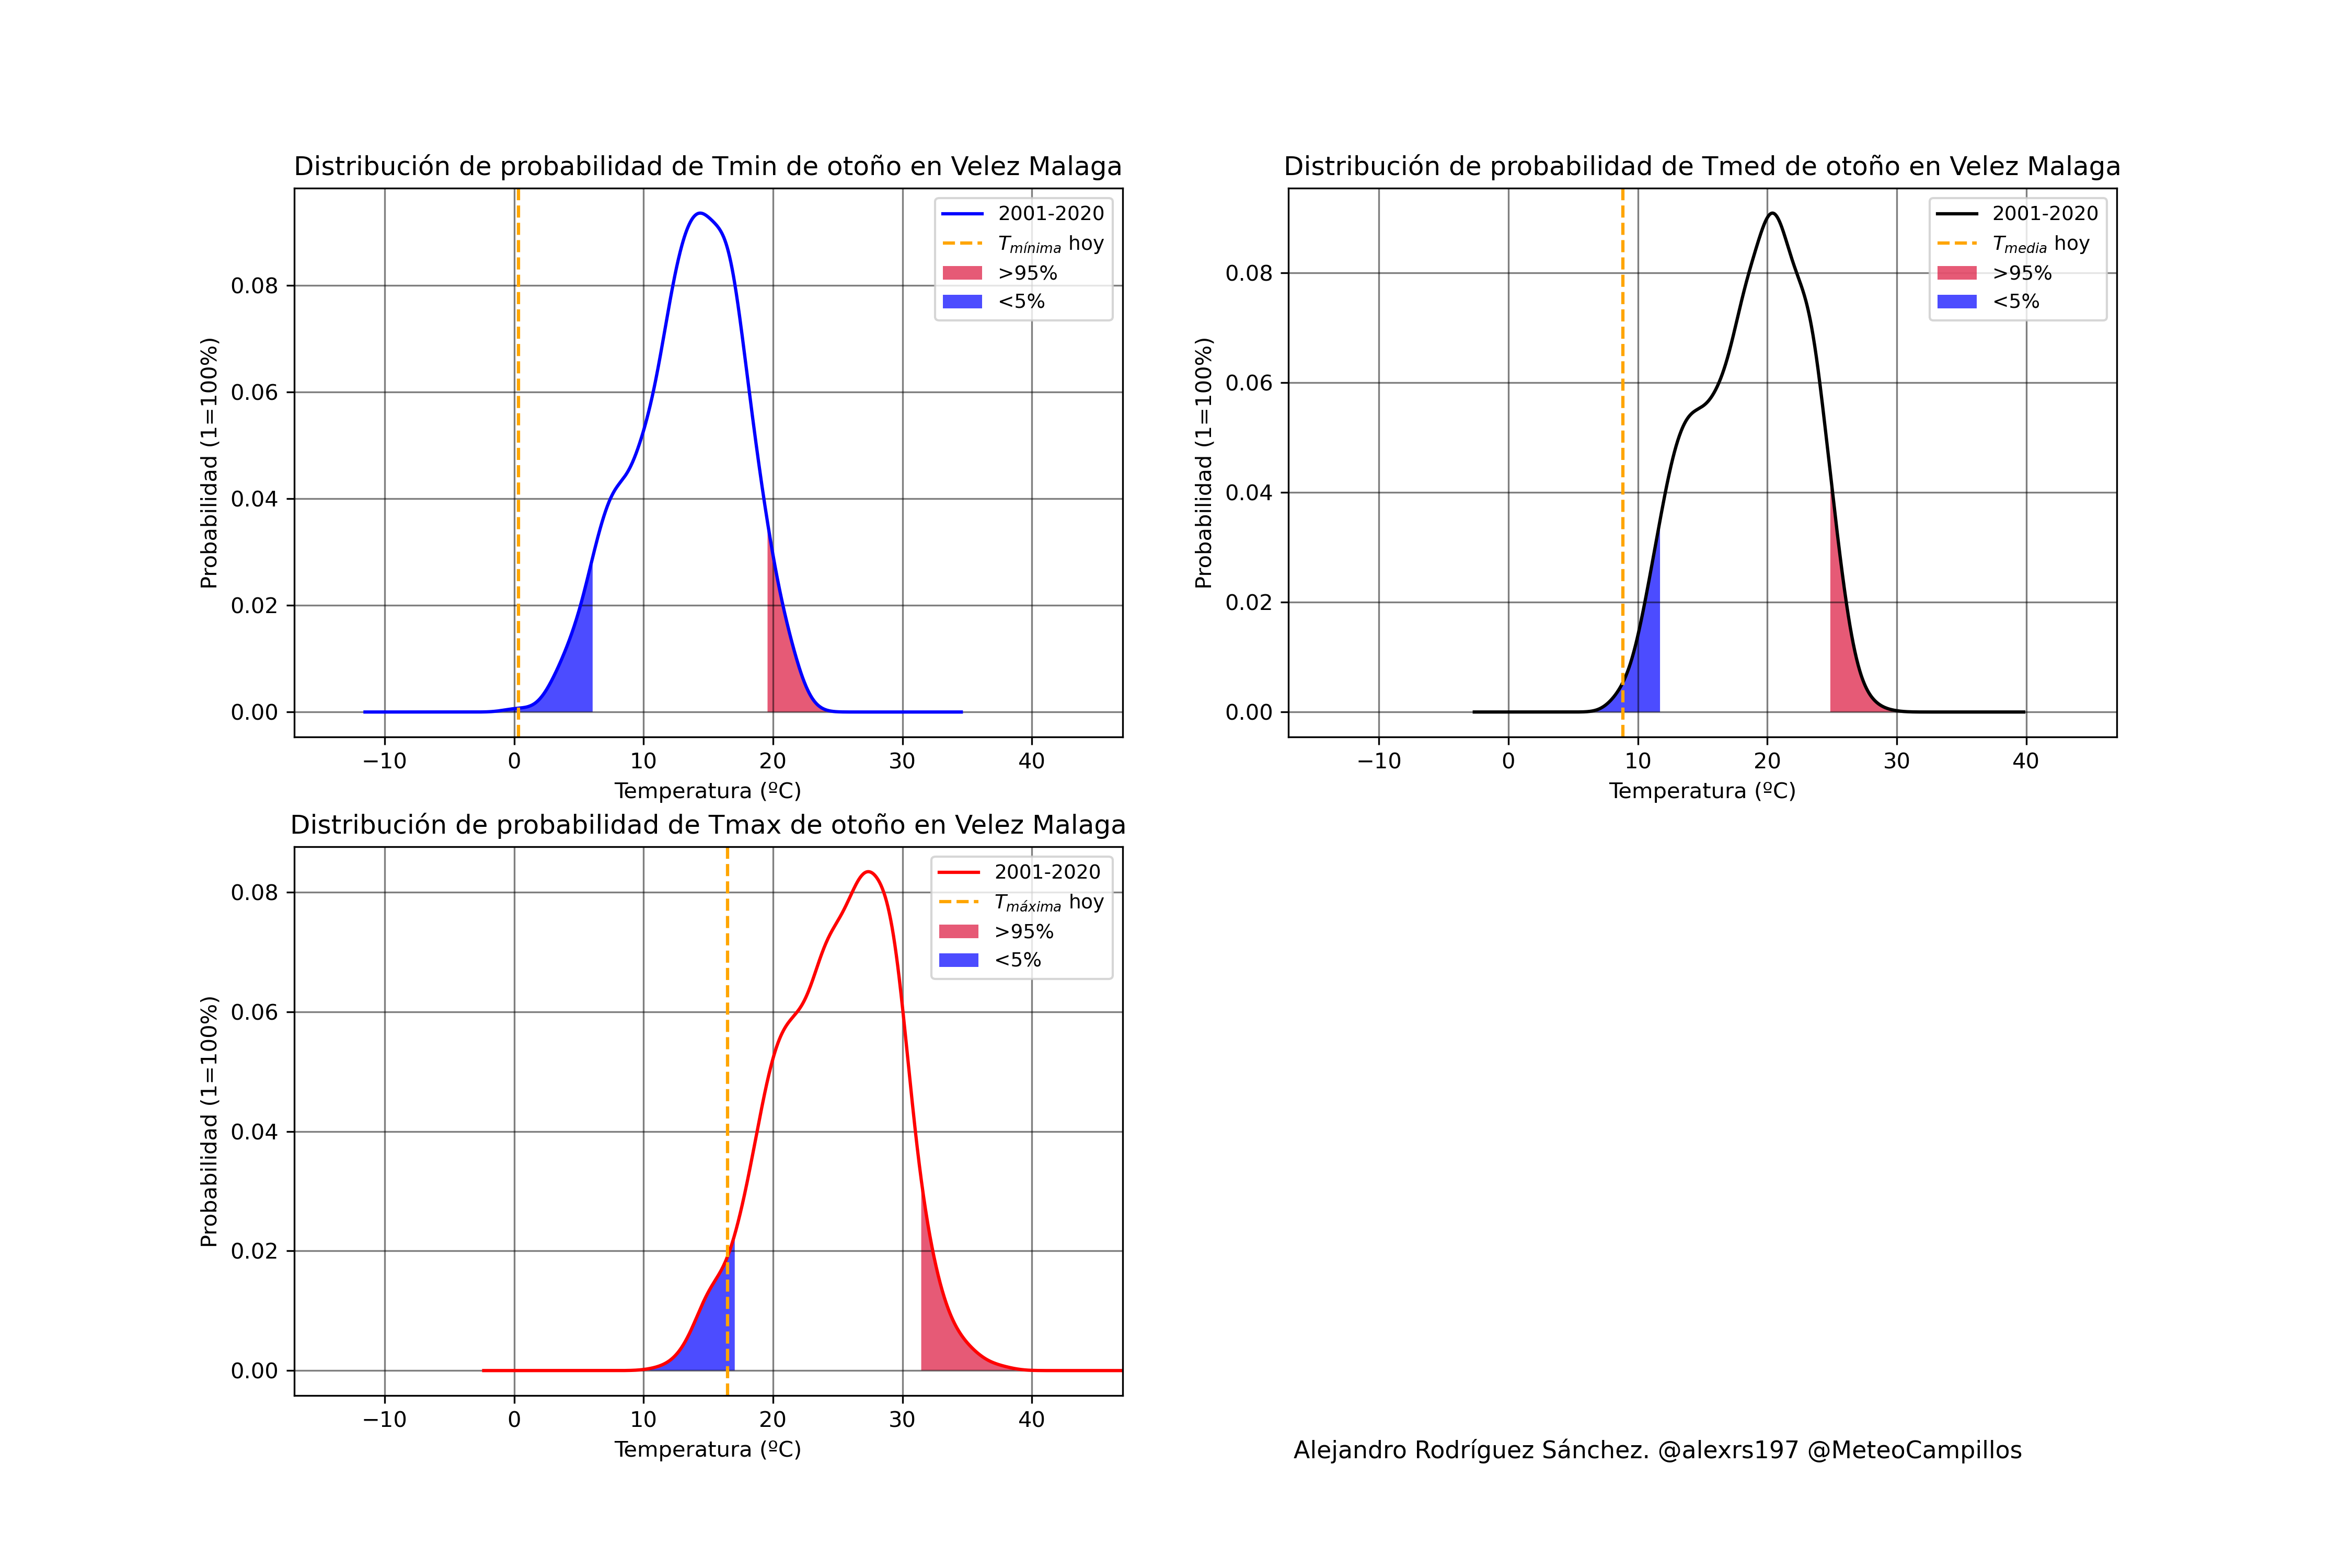 Distribución de probabilidad de Tmin de otoño en Velez Malaga
Probabilidad (1=100%)
0.08
0.06
0.04
0.02
0.00
2001-2020
Tmínima hoy
>95%
<5%
−10 0 10 20 30 40
Temperatura (ºC)
Distribución de probabilidad de Tmed de otoño en Velez Malaga
Probabilidad (1=100%)
0.08
0.06
0.04
0.02
0.00
2001-2020
Tmedia hoy
>95%
<5%
−10 0 10 20 30 40
Temperatura (ºC)
Distribución de probabilidad de Tmax de otoño en Velez Malaga
Probabilidad (1=100%)
0.08
0.06
0.04
0.02
0.00
2001-2020
Tmáxima hoy
>95%
<5%
−10 0 10 20 30 40
Temperatura (ºC)
Alejandro Rodríguez Sánchez. @alexrs197 @MeteoCampillos